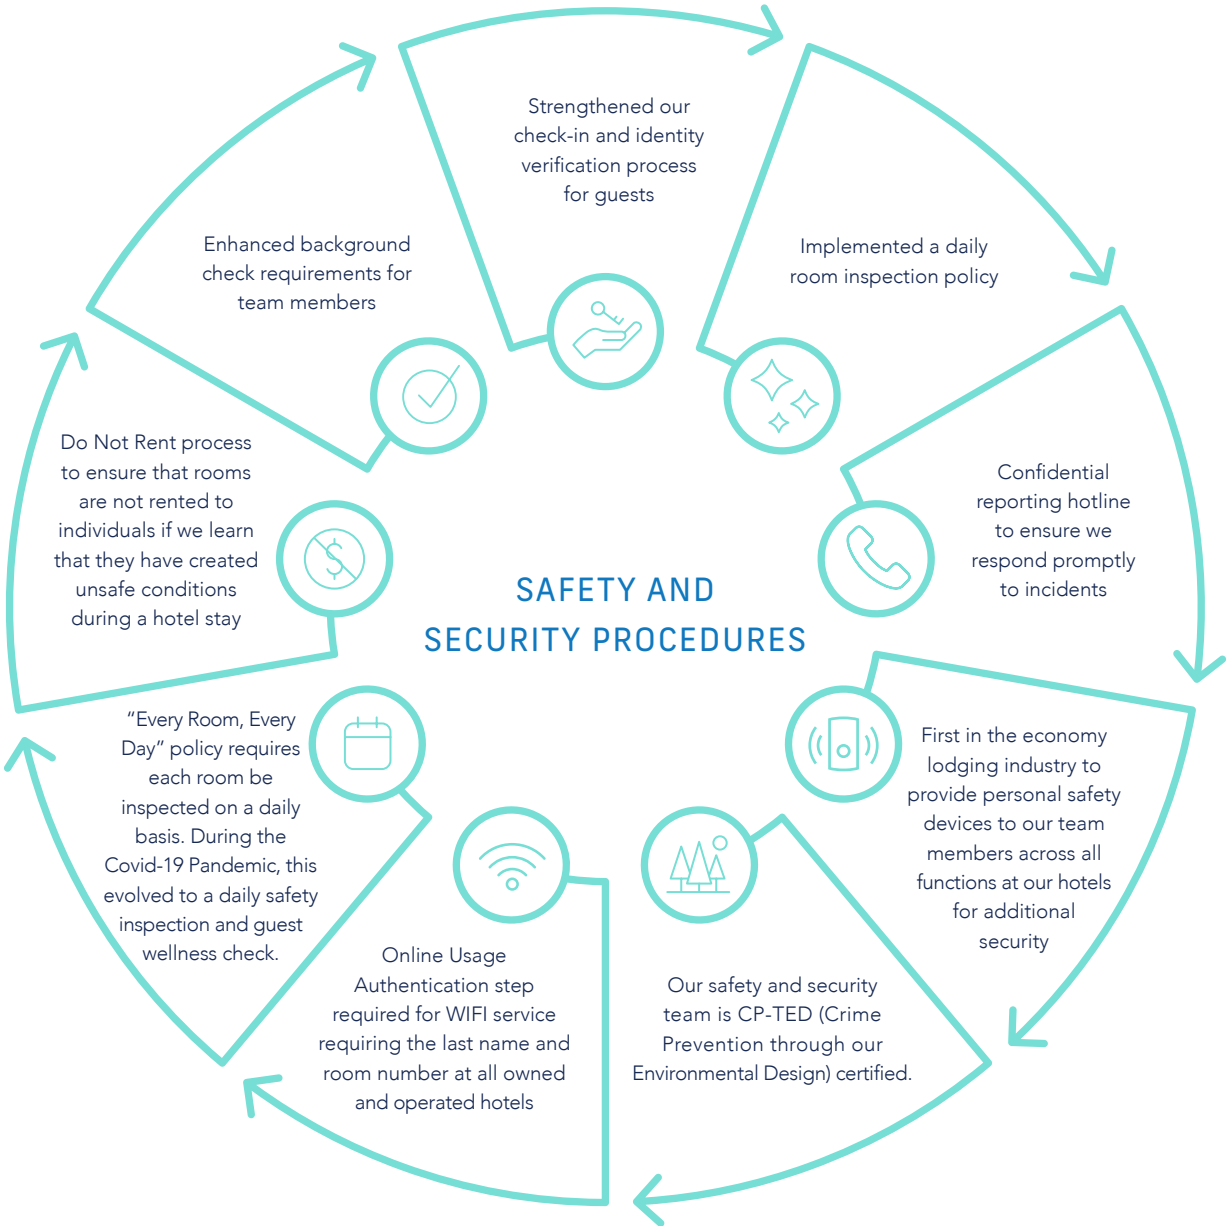 Strengthened our
check-in and identity
verification process
for guests
Implemented a daily
room inspection policy
Confidential
reporting hotline
to ensure we
respond promptly
to incidents
First in the economy
lodging industry to
provide personal safety
devices to our team
members across all
functions at our hotels
for additional
security
Our safety and security
team is CP-TED (Crime
Prevention through our
Environmental Design) certified.
Online Usage
Authentication step
required for WIFI service
requiring the last name and
room number at all owned
and operated hotels
“Every Room, Every
Day” policy requires
each room be
inspected on a daily
basis. During the
Covid-19 Pandemic, this
evolved to a daily safety
inspection and guest
wellness check.
Do Not Rent process
to ensure that rooms
are not rented to
individuals if we learn
that they have created
unsafe conditions
during a hotel stay
Enhanced background
check requirements for
team members
SAFETY AND
SECURITY PROCEDURES
$